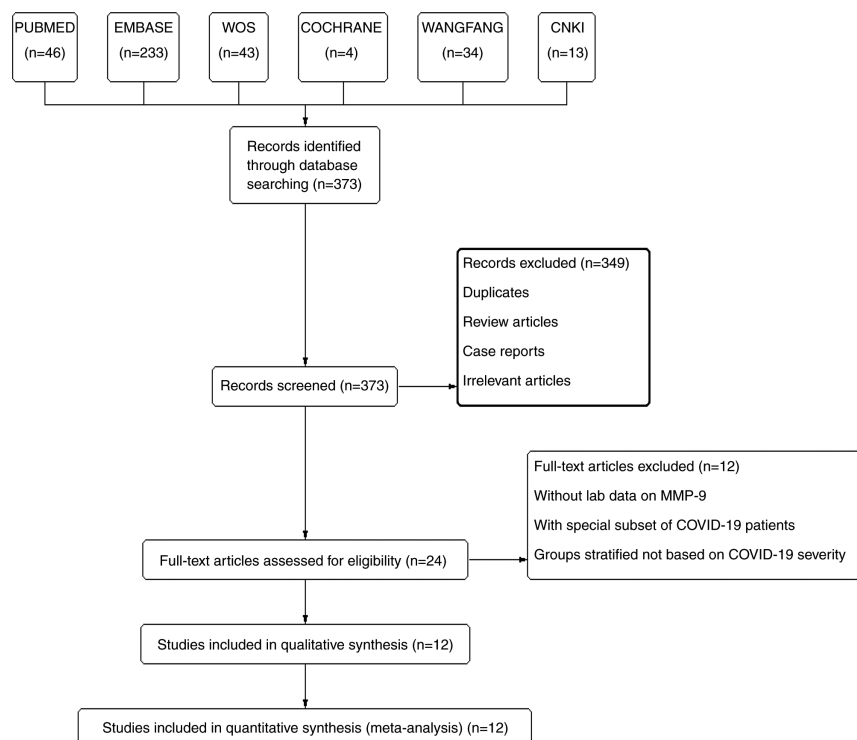 PUBMED
(n=46)
EMBASE
(n=233)
WOS
(n=43)
COCHRANE
(n=4)
WANGFANG
(n=34)
CNKI
(n=13)
Records identified
through database
searching (n=373)
Records excluded (n=349)
Duplicates
Review articles
Case reports
Irrelevant articles
Records screened (n=373)
Full-text articles excluded (n=12)
Without lab data on MMP-9
With special subset of COVID-19 patients
Groups stratified not based on COVID-19 severity
Full-text articles assessed for eligibility (n=24)
Studies included in qualitative synthesis (n=12)
Studies included in quantitative synthesis (meta-analysis) (n=12)